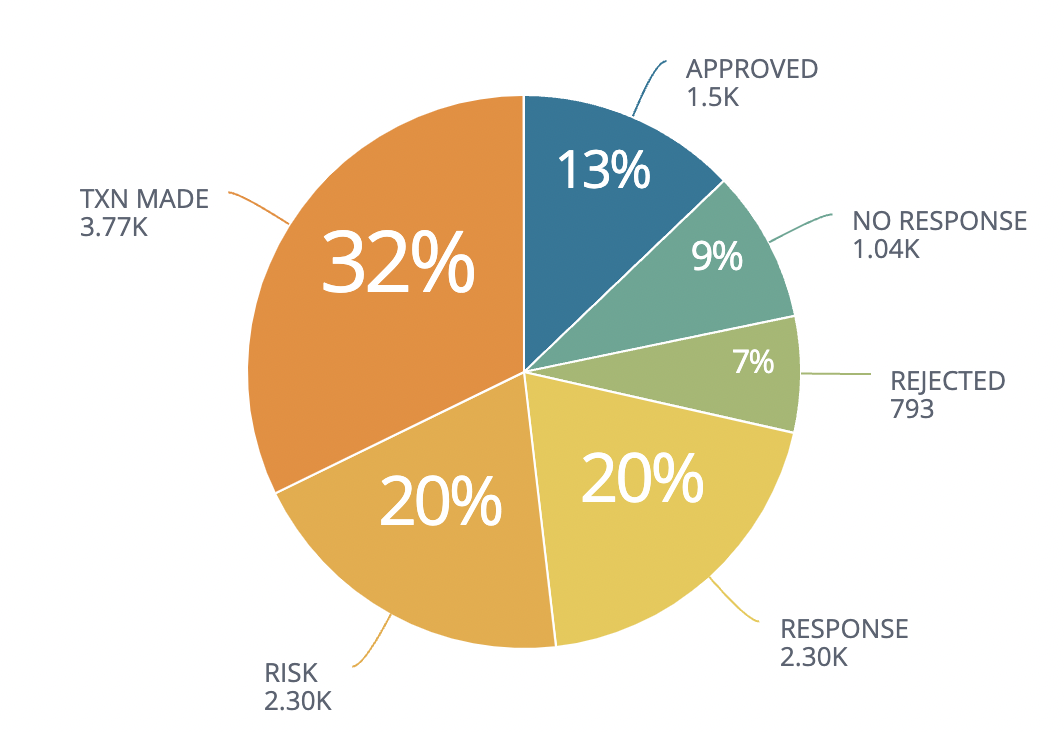 APPROVED
1.5K
13%
NO RESPONSE
1.04K
9%
REJECTED
793
7%
RESPONSE
2.30K
20%
RISK
2.30K
20%
TXN MADE
3.77K
32%